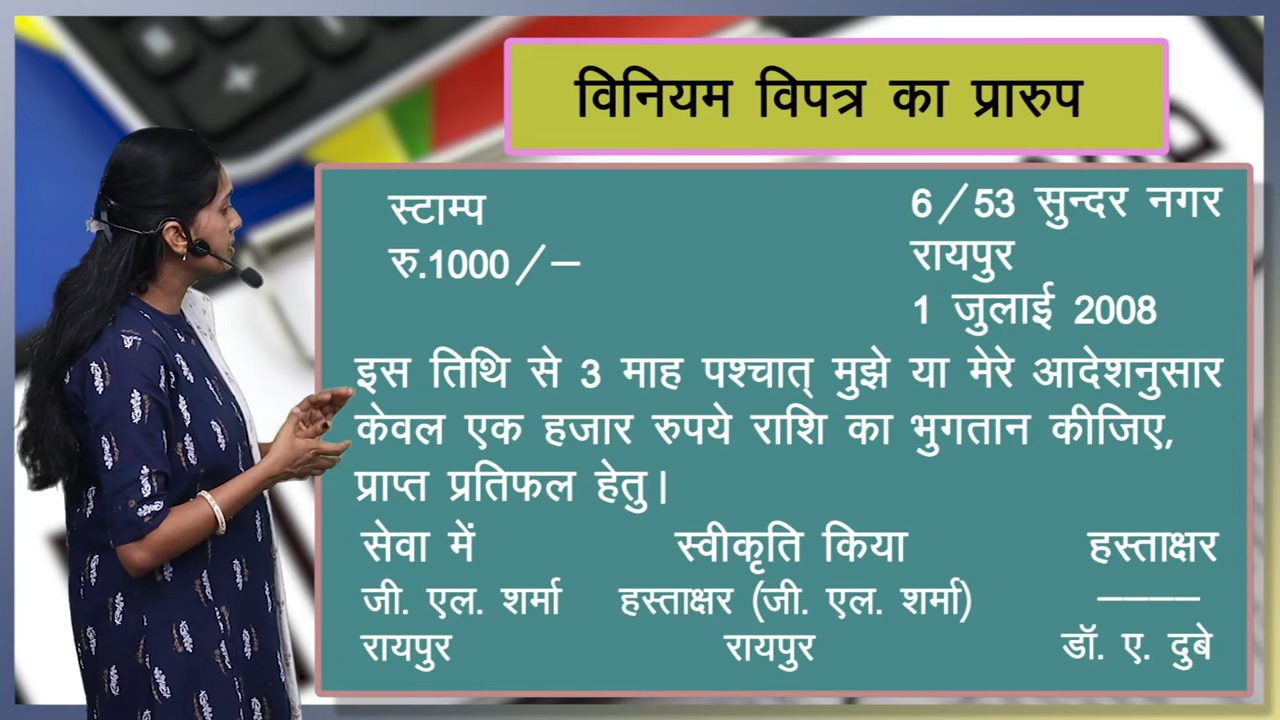 विनियम विपत्र का प्रारुप
स्टाम्प
रु.1000/–
6/53 सुन्दर नगर
रायपुर
1 जुलाई 2008
इस तिथि से 3 माह पश्चात् मुझे या मेरे आदेशनुसार
केवल एक हजार रुपये राशि का भुगतान कीजिए,
प्राप्त प्रतिफल हेतु।
सेवा में
जी. एल. शर्मा
रायपुर
स्वीकृति किया
हस्ताक्षर (जी. एल. शर्मा)
रायपुर
हस्ताक्षर
––––
डॉ. ए. दुबे